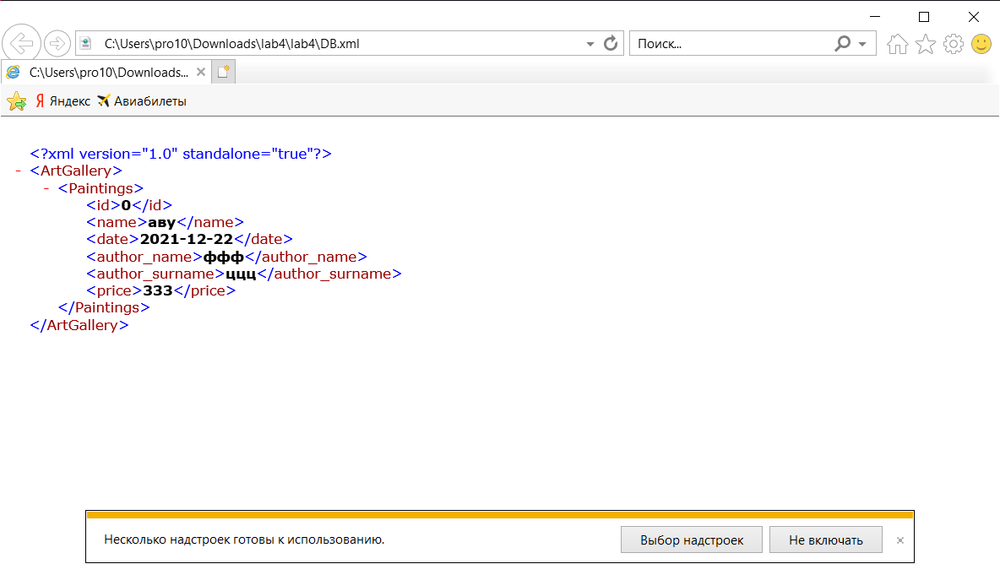 C:\Users\pro10\Downloads\lab4\lab4\DB.xml
Поиск...
C:\Users\pro10\Downloads...
Яндекс Авиабилеты
<?xml version="1.0" standalone="true"?>
- <ArtGallery>
- <Paintings>
<id>0</id>
<name>аву</name>
<date>2021-12-22</date>
<author_name>ффф</author_name>
<author_surname>ццц</author_surname>
<price>333</price>
</Paintings>
</ArtGallery>
Несколько надстроек готовы к использованию.
Выбор надстроек
Не включать